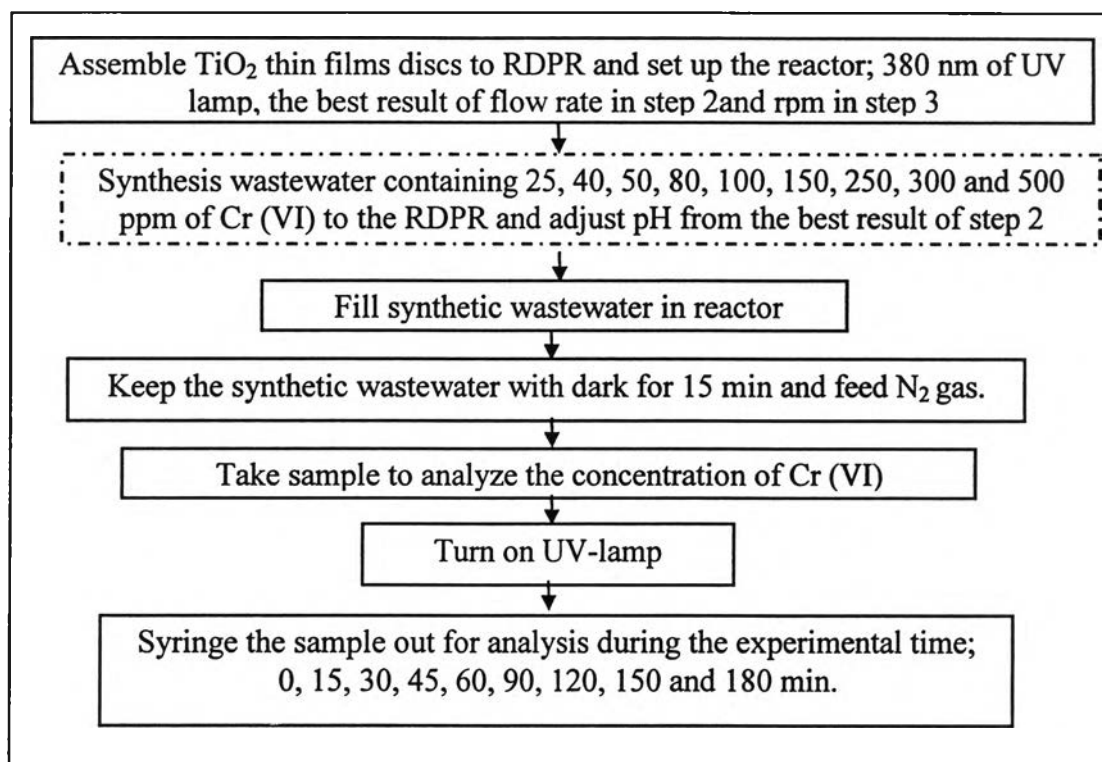 Assemble TiO₂ thin films discs to RDPR and set up the reactor; 380 nm of UV
lamp, the best result of flow rate in step 2and rpm in step 3
Synthesis wastewater containing 25, 40, 50, 80, 100, 150, 250, 300 and 500
ppm of Cr (VI) to the RDPR and adjust pH from the best result of step 2
Fill synthetic wastewater in reactor
Keep the synthetic wastewater with dark for 15 min and feed N₂ gas.
Take sample to analyze the concentration of Cr (VI)
Turn on UV-lamp
Syringe the sample out for analysis during the experimental time;
0, 15, 30, 45, 60, 90, 120, 150 and 180 min.